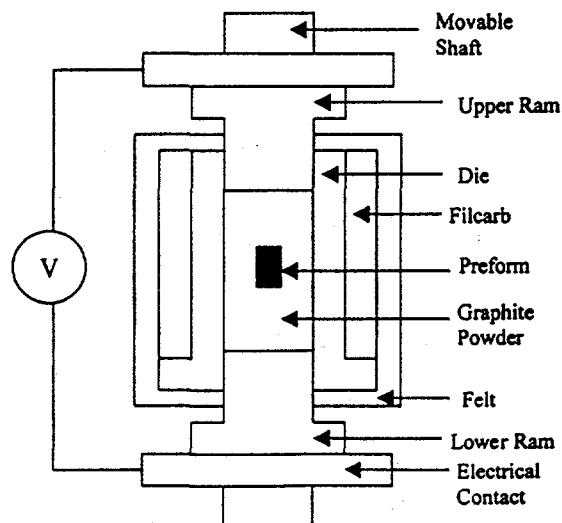 Movable
Shaft
Upper Ram
Die
Filcarb
V
Preform
Graphite
Powder
Felt
Lower Ram
Electrical
Contact